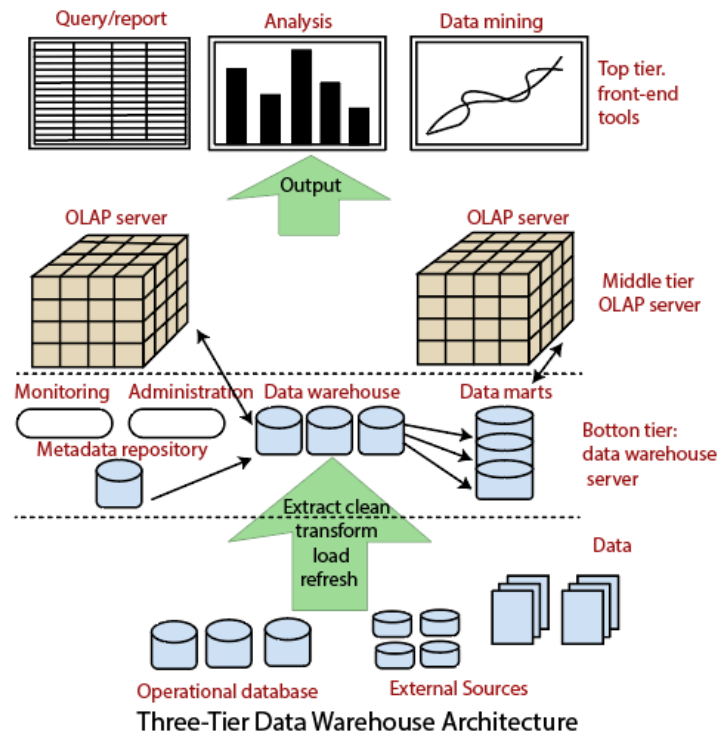 Query/report
Analysis
Data mining
Top tier.
front-end
tools
Output
OLAP server
OLAP server
Middle tier
OLAP server
Monitoring
Administration
Data warehouse
Data marts
Metadata repository
Botton tier:
data warehouse
server
Extract clean
transform
load
refresh
Data
Operational database
External Sources
Three-Tier Data Warehouse Architecture